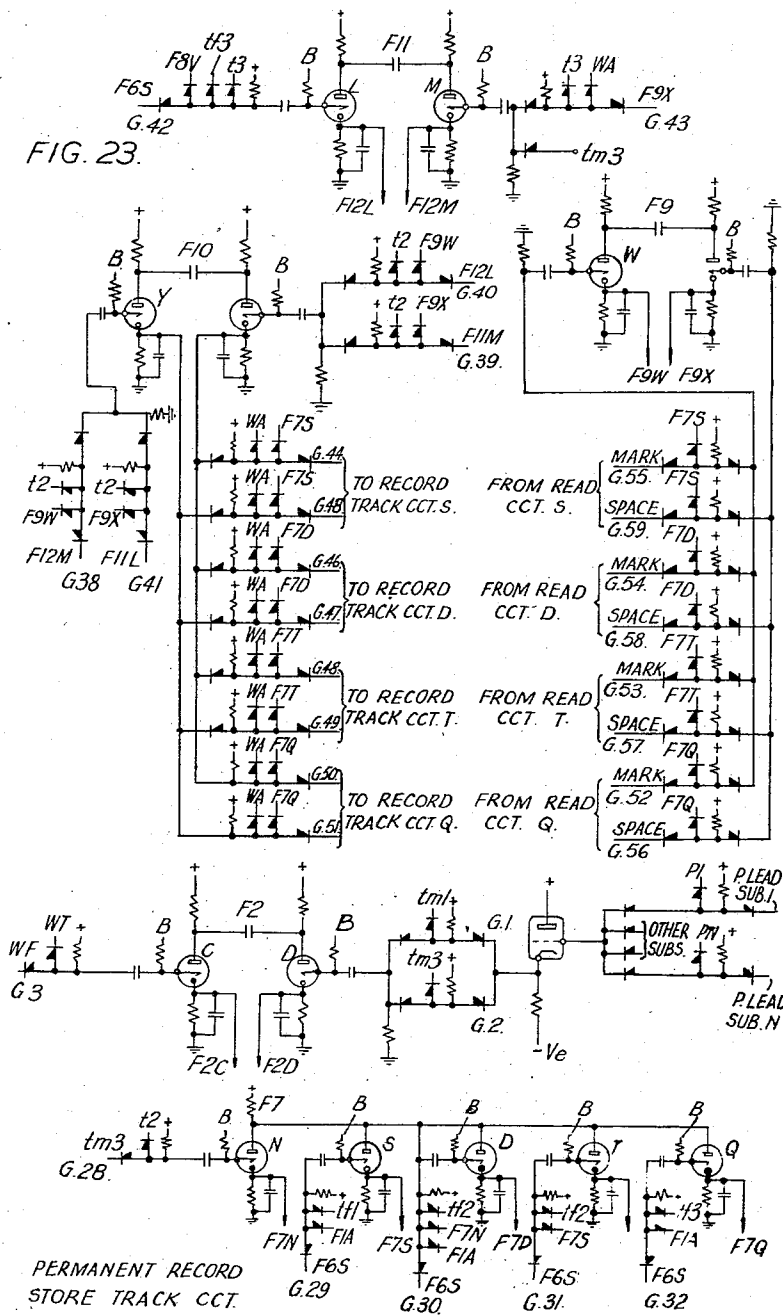 + +
F6S F8V tf3 t3 + B F11 B + t3 WA F9X
L M
G.42 G.43
tm3
FIG. 23.
F12L F12M
+ + + +
B F10 B + t2 F9W F12L G.40
Y
+ t2 F9X F11M G.39.
B F9 B
W
F9W F9X
+ t2 F9W F12M G38
+ t2 F9X F11L G41
+ WA F7S G.44
+ WA F7S G.45
TO RECORD TRACK CCT. S.
+ WA F7D G.46
+ WA F7D G.47
TO RECORD TRACK CCT. D.
+ WA F7T G.48
+ WA F7T G.49
TO RECORD TRACK CCT. T.
+ WA F7Q G.50
+ WA F7Q G.51
TO RECORD TRACK CCT. Q.
FROM READ CCT. S.
MARK G.55. F7S +
SPACE G.59. F7S +
FROM READ CCT. D.
MARK G.54. F7D +
SPACE G.58. F7D +
FROM READ CCT. T.
MARK G.53. F7T +
SPACE G.57. F7T +
FROM READ CCT. Q.
MARK G.52 F7Q +
SPACE G.56 F7Q +
WF WT + B F2 B
G3
C D
F2C F2D
tm1 + G.1.
tm3 + G.2.
+
-Ve
P1 + P. LEAD SUB. 1.
OTHER SUBS.
PN + P. LEAD SUB. N
+
F7
tm3 t2 + B N B S B D B T B Q
G.28.
F7N F7S F7D F7Q
+ tf1 F1A F6S G.29
+ tf2 F7N F1A F6S G.30.
+ tf2 F7S F6S G.31.
+ tf3 F1A F6S G.32
PERMANENT RECORD
STORE TRACK CCT.